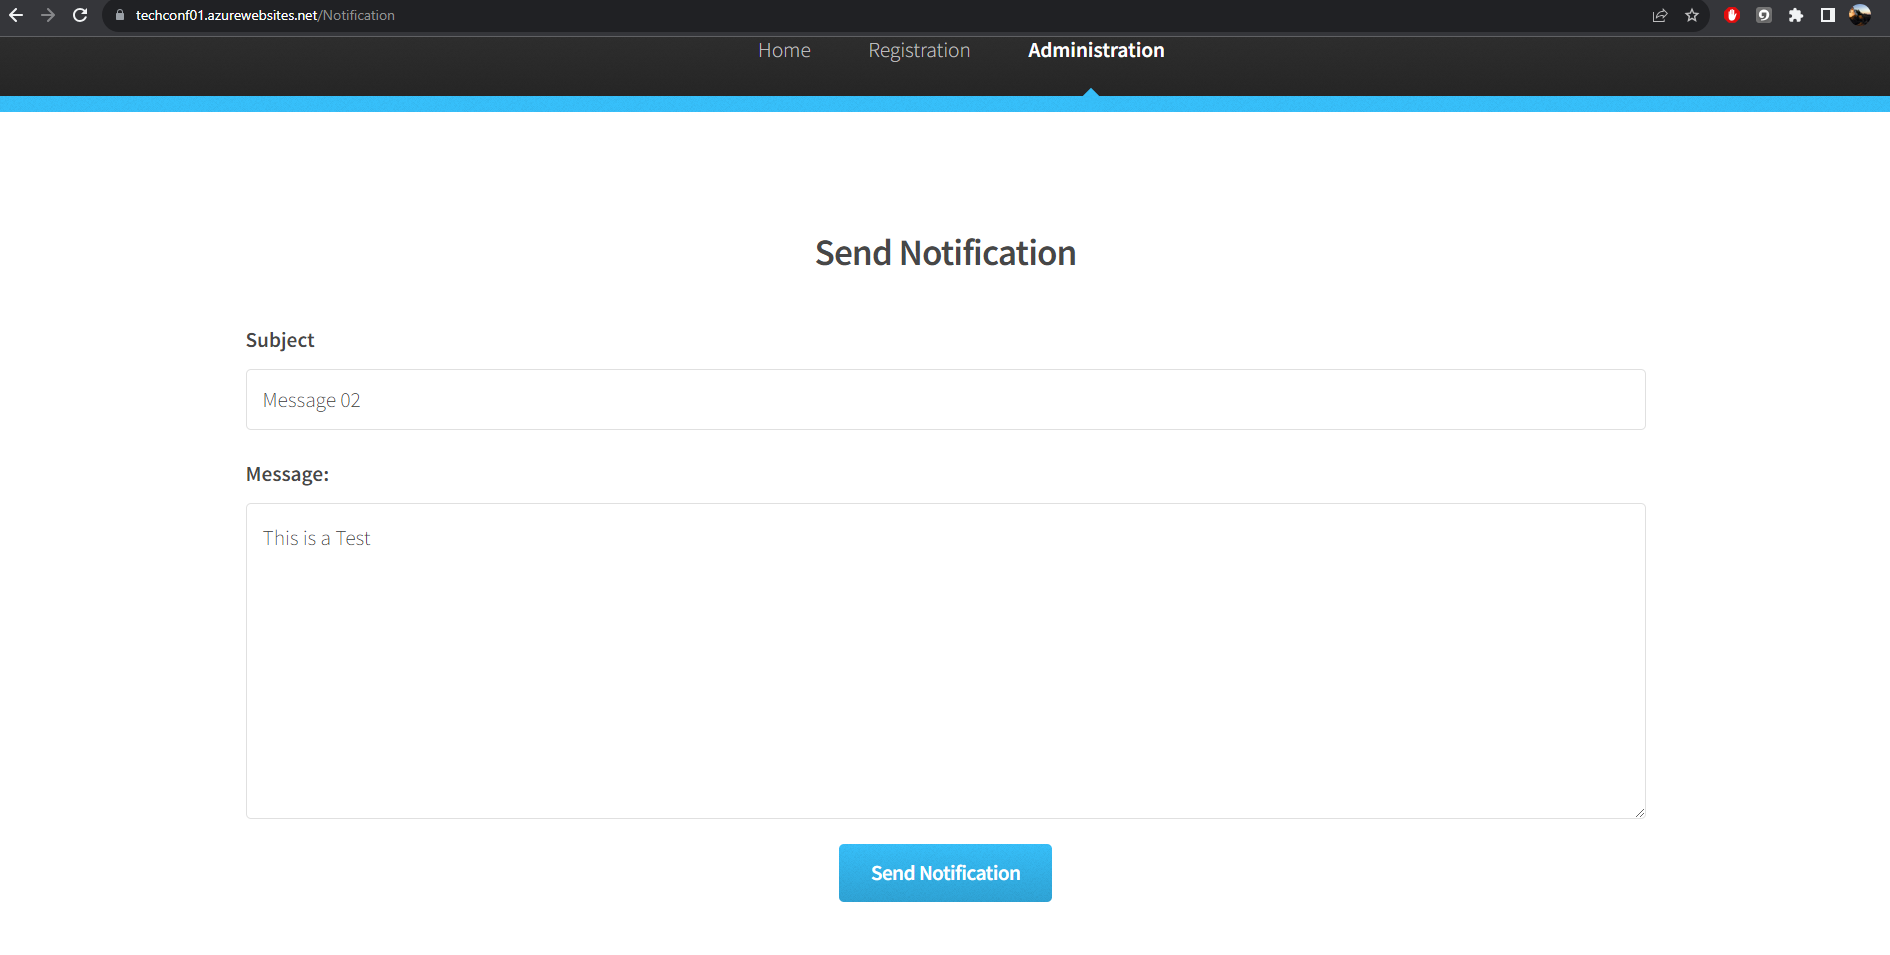 techconf01.azurewebsites.net/Notification
Home Registration Administration
Send Notification
Subject
Message 02
Message:
This is a Test
Send Notification